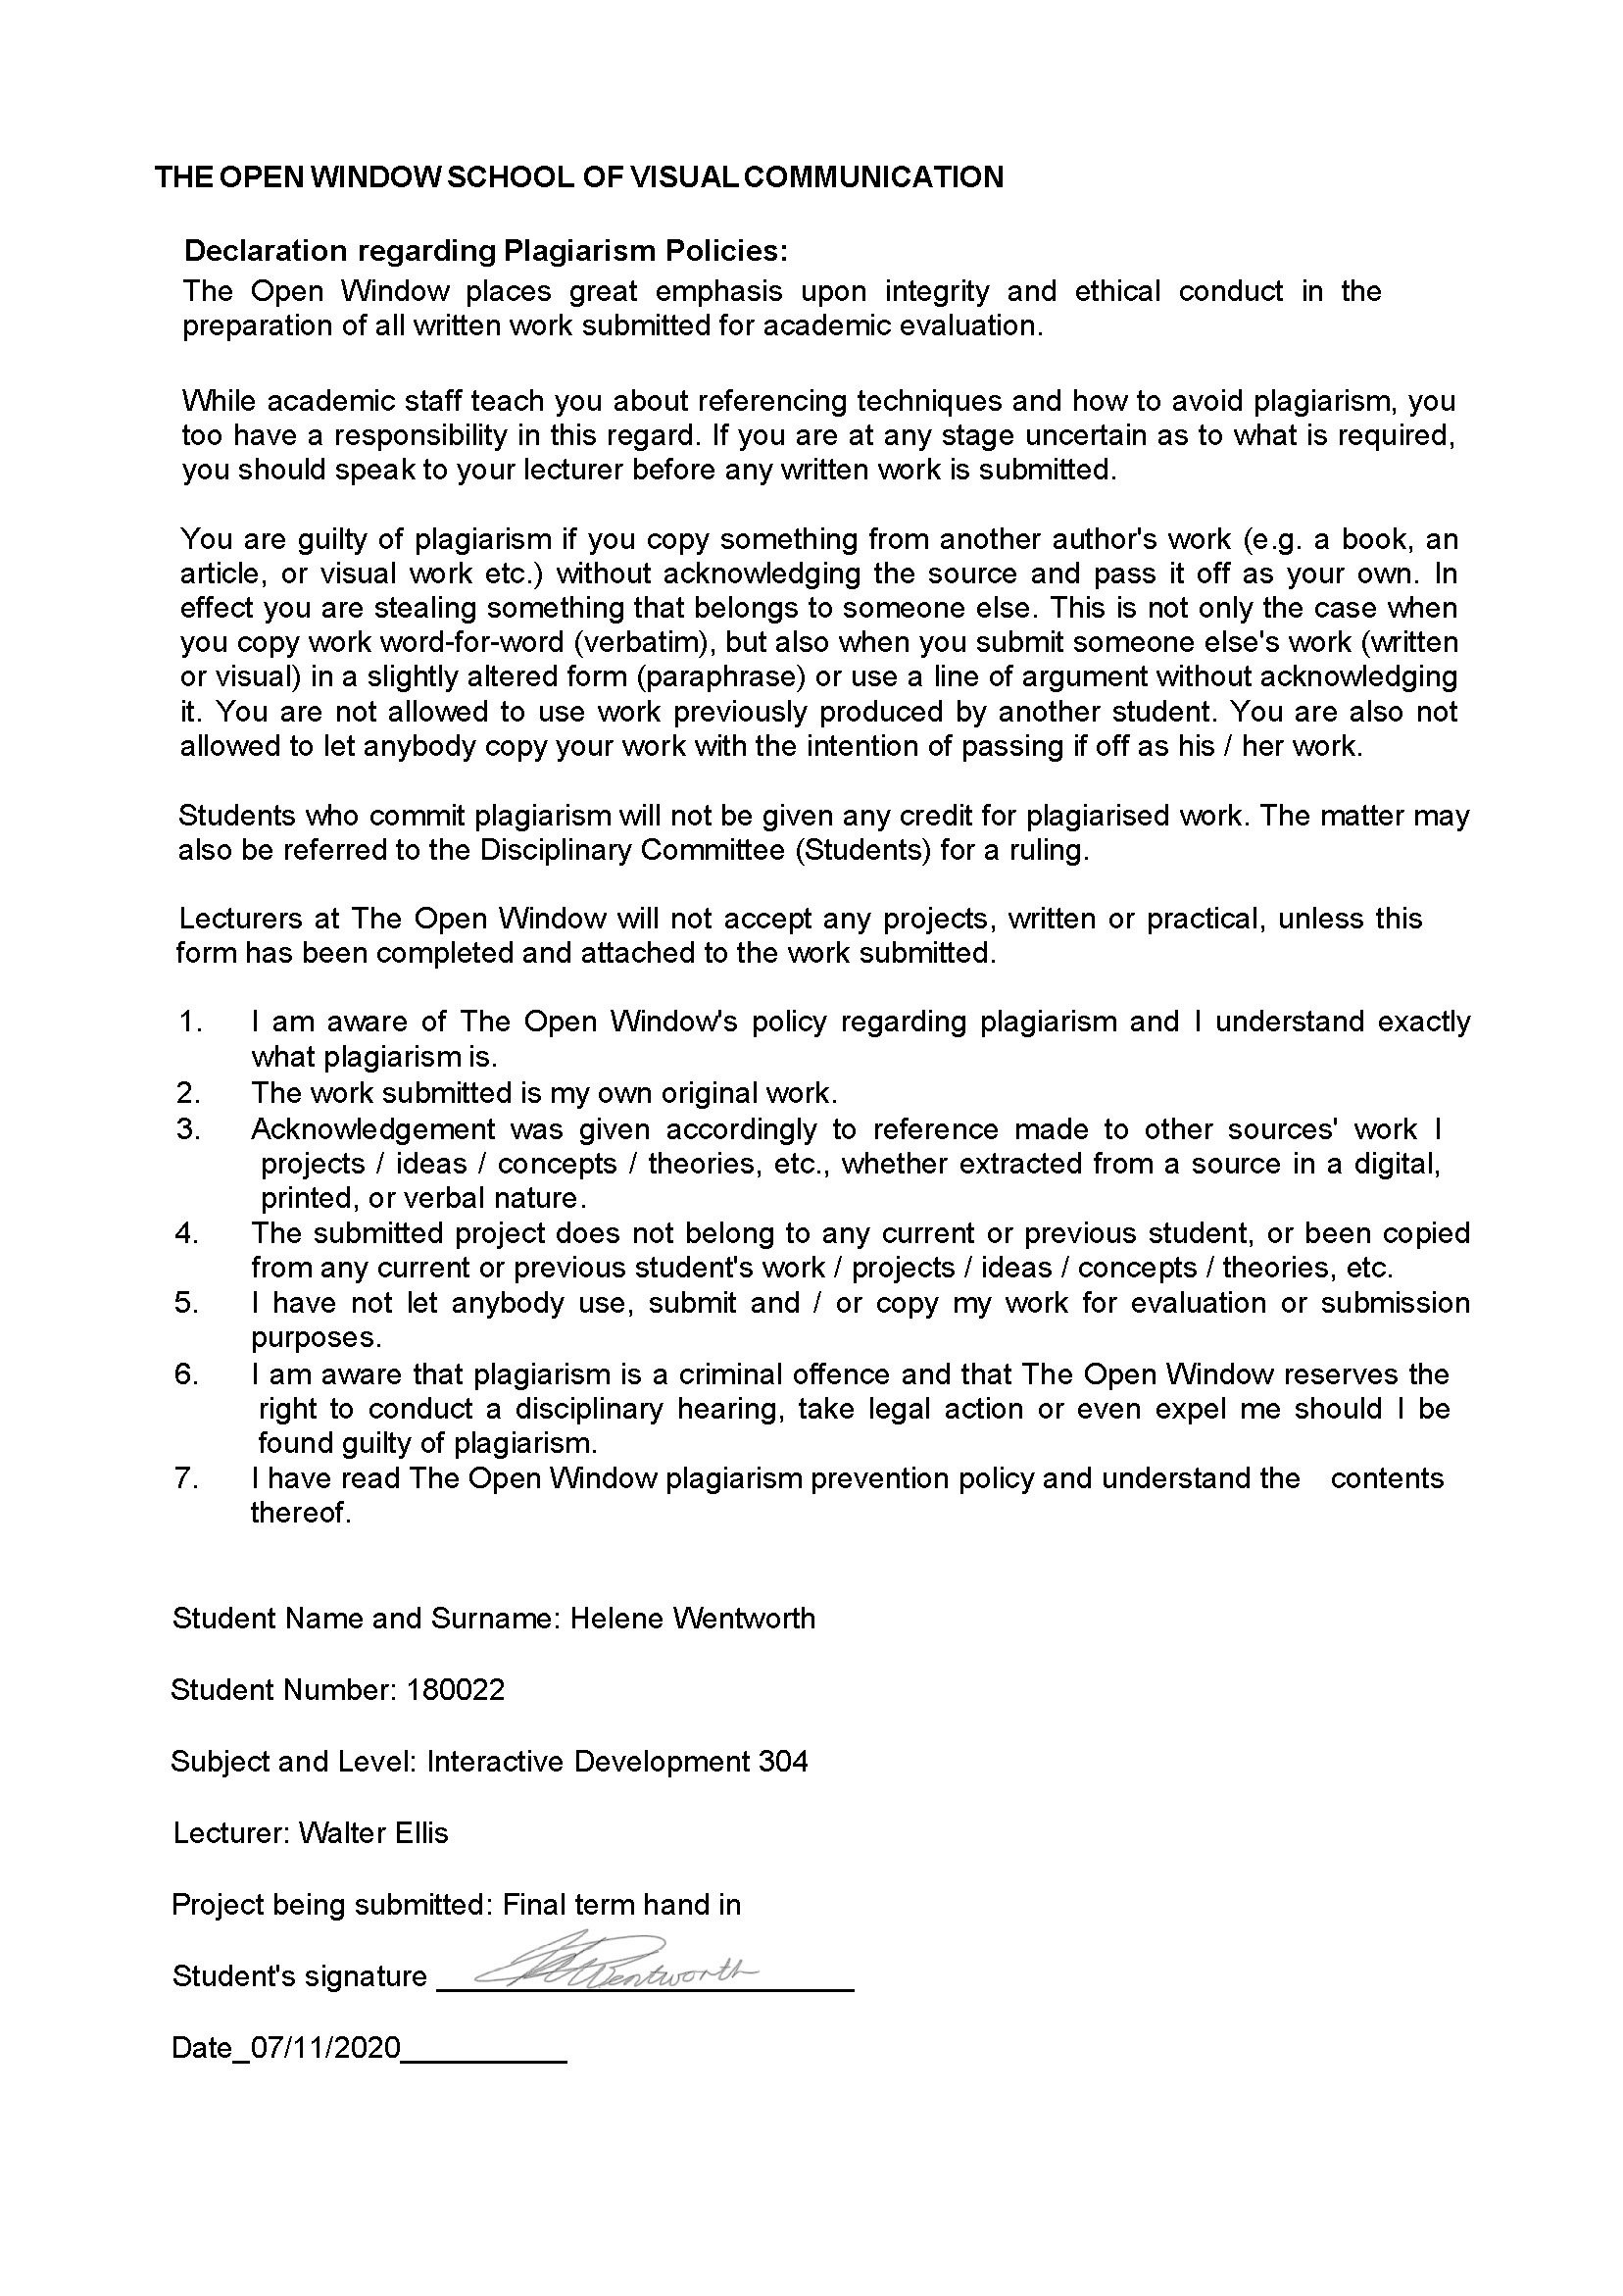 THE OPEN WINDOW SCHOOL OF VISUAL COMMUNICATION
Declaration regarding Plagiarism Policies:
The Open Window places great emphasis upon integrity and ethical conduct in the
preparation of all written work submitted for academic evaluation.
While academic staff teach you about referencing techniques and how to avoid plagiarism, you
too have a responsibility in this regard. If you are at any stage uncertain as to what is required,
you should speak to your lecturer before any written work is submitted.
You are guilty of plagiarism if you copy something from another author's work (e.g. a book, an
article, or visual work etc.) without acknowledging the source and pass it off as your own. In
effect you are stealing something that belongs to someone else. This is not only the case when
you copy work word-for-word (verbatim), but also when you submit someone else's work (written
or visual) in a slightly altered form (paraphrase) or use a line of argument without acknowledging
it. You are not allowed to use work previously produced by another student. You are also not
allowed to let anybody copy your work with the intention of passing if off as his / her work.
Students who commit plagiarism will not be given any credit for plagiarised work. The matter may
also be referred to the Disciplinary Committee (Students) for a ruling.
Lecturers at The Open Window will not accept any projects, written or practical, unless this
form has been completed and attached to the work submitted.
1. I am aware of The Open Window's policy regarding plagiarism and I understand exactly
what plagiarism is.
2. The work submitted is my own original work.
3. Acknowledgement was given accordingly to reference made to other sources' work I
projects / ideas / concepts / theories, etc., whether extracted from a source in a digital,
printed, or verbal nature.
4. The submitted project does not belong to any current or previous student, or been copied
from any current or previous student's work / projects / ideas / concepts / theories, etc.
5. I have not let anybody use, submit and / or copy my work for evaluation or submission
purposes.
6. I am aware that plagiarism is a criminal offence and that The Open Window reserves the
right to conduct a disciplinary hearing, take legal action or even expel me should I be
found guilty of plagiarism.
7. I have read The Open Window plagiarism prevention policy and understand the contents
thereof.
Student Name and Surname: Helene Wentworth
Student Number: 180022
Subject and Level: Interactive Development 304
Lecturer: Walter Ellis
Project being submitted: Final term hand in
Student's signature Wentworth
Date_07/11/2020__________